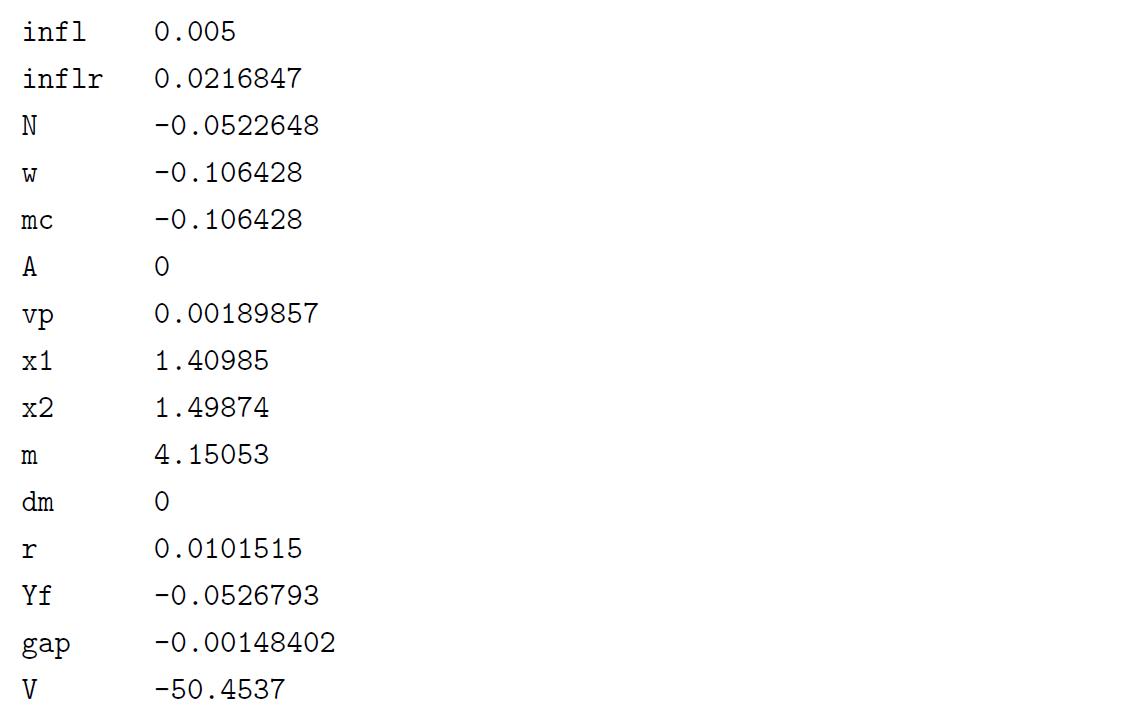 infl 0.005
inflr 0.0216847
N -0.0522648
w -0.106428
mc -0.106428
A 0
vp 0.00189857
x1 1.40985
x2 1.49874
m 4.15053
dm 0
r 0.0101515
Yf -0.0526793
gap -0.00148402
V -50.4537